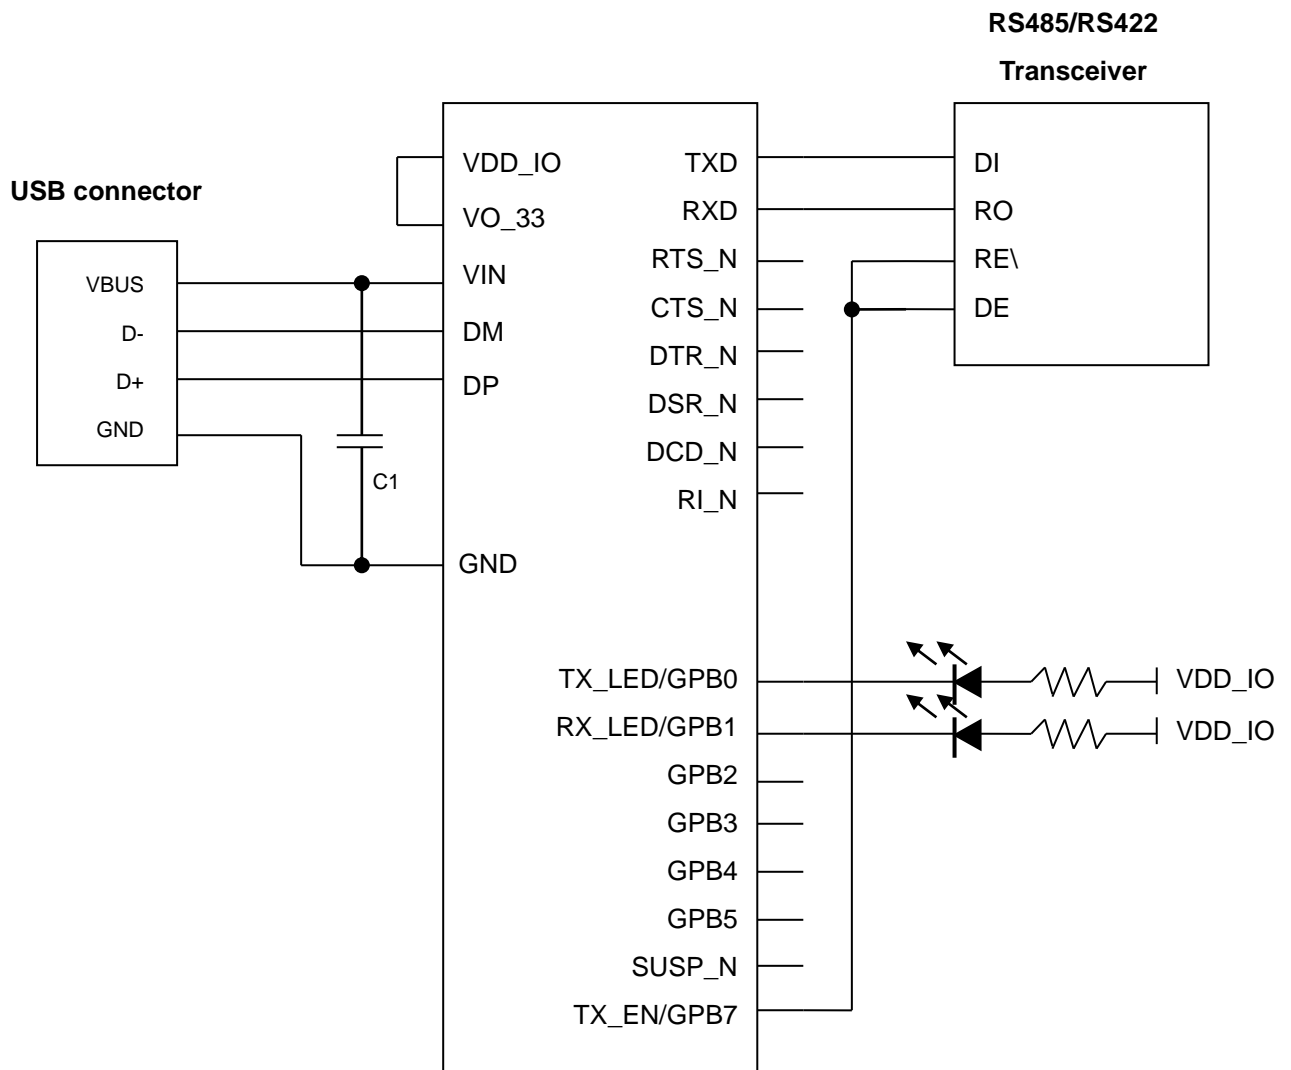 RS485/RS422
Transceiver
USB connector
VBUS
D-
D+
GND
C1
VDD_IO
VO_33
VIN
DM
DP
GND
TXD
RXD
RTS_N
CTS_N
DTR_N
DSR_N
DCD_N
RI_N
TX_LED/GPB0
RX_LED/GPB1
GPB2
GPB3
GPB4
GPB5
SUSP_N
TX_EN/GPB7
DI
RO
RE\
DE
VDD_IO
VDD_IO